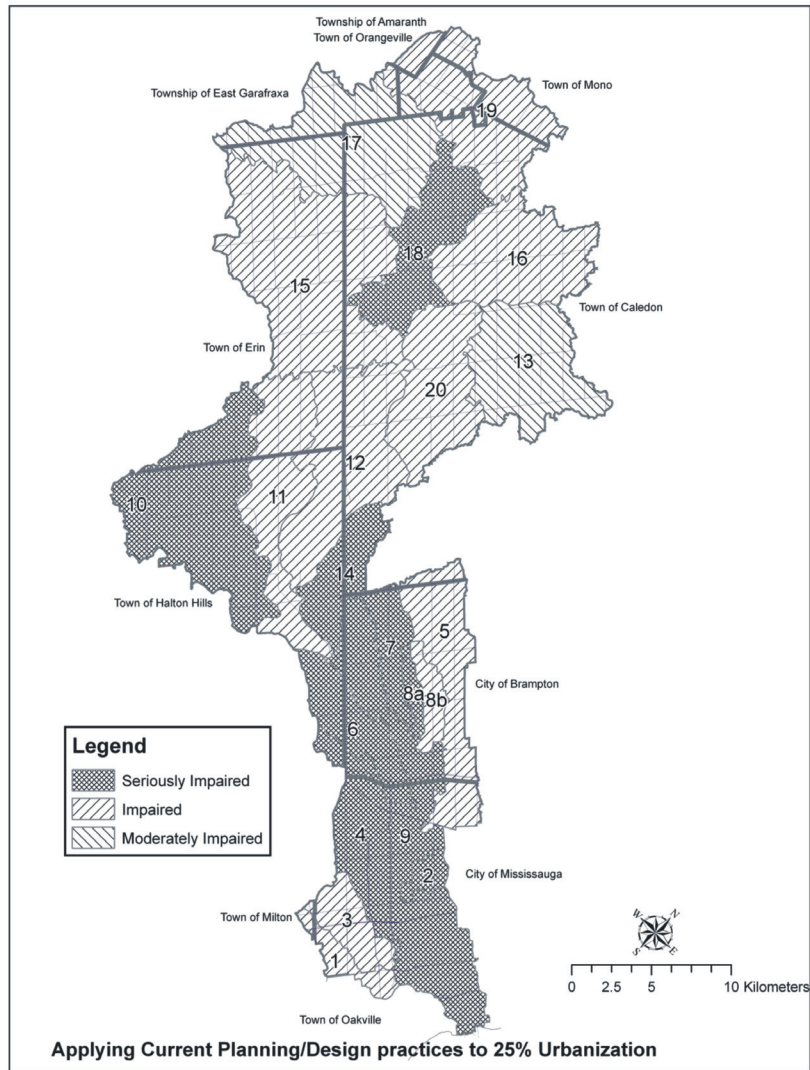 Township of Amaranth
Town of Orangeville
Town of Mono
Township of East Garafraxa
19
17
18
16
15
Town of Caledon
Town of Erin
13
20
12
11
10
14
Town of Halton Hills
5
7
City of Brampton
8a
8b
6
Legend
Seriously Impaired
Impaired
Moderately Impaired
4
9
2
City of Mississauga
Town of Milton
3
1
N
W
E
S
0 2.5 5 10 Kilometers
Town of Oakville
Applying Current Planning/Design practices to 25% Urbanization